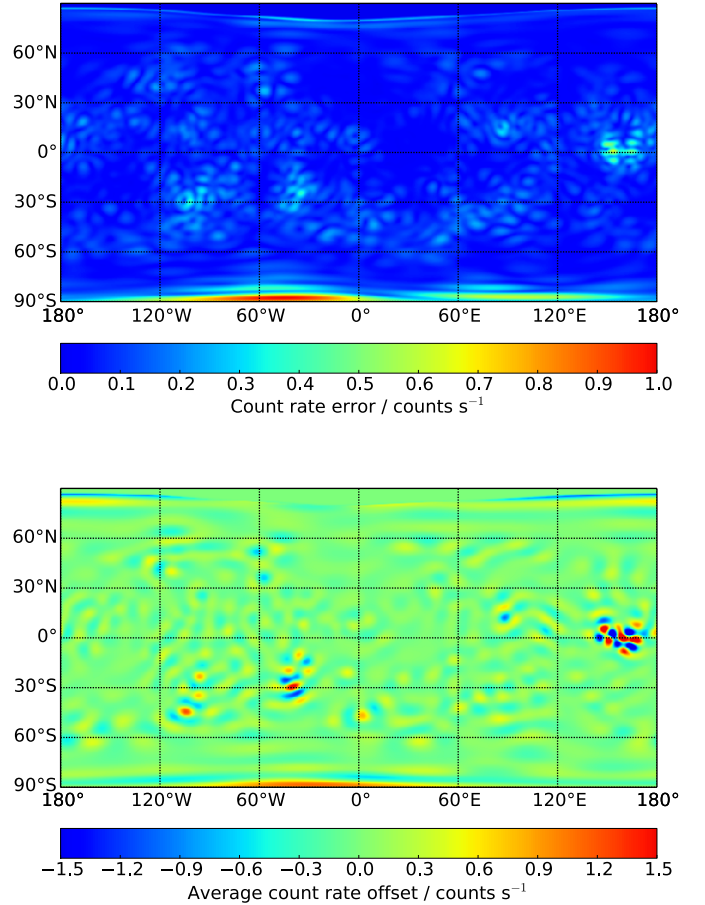 60°N
30°N
0°
30°S
60°S
90°S
180° 120°W 60°W 0° 60°E 120°E 180°
0.0 0.1 0.2 0.3 0.4 0.5 0.6 0.7 0.8 0.9 1.0
Count rate error / counts s⁻¹
60°N
30°N
0°
30°S
60°S
90°S
180° 120°W 60°W 0° 60°E 120°E 180°
−1.5 −1.2 −0.9 −0.6 −0.3 0.0 0.3 0.6 0.9 1.2 1.5
Average count rate offset / counts s⁻¹